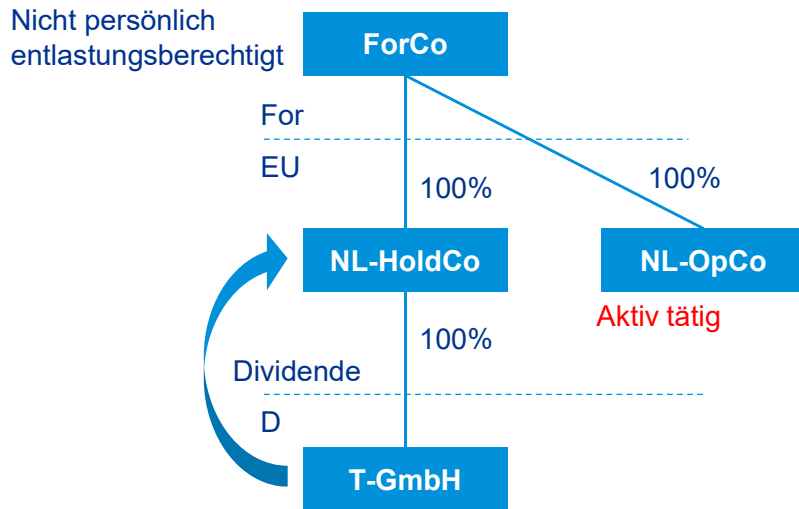 Nicht persönlich
entlastungsberechtigt
ForCo
For
EU
100%
100%
NL-HoldCo
NL-OpCo
Aktiv tätig
100%
Dividende
D
T-GmbH